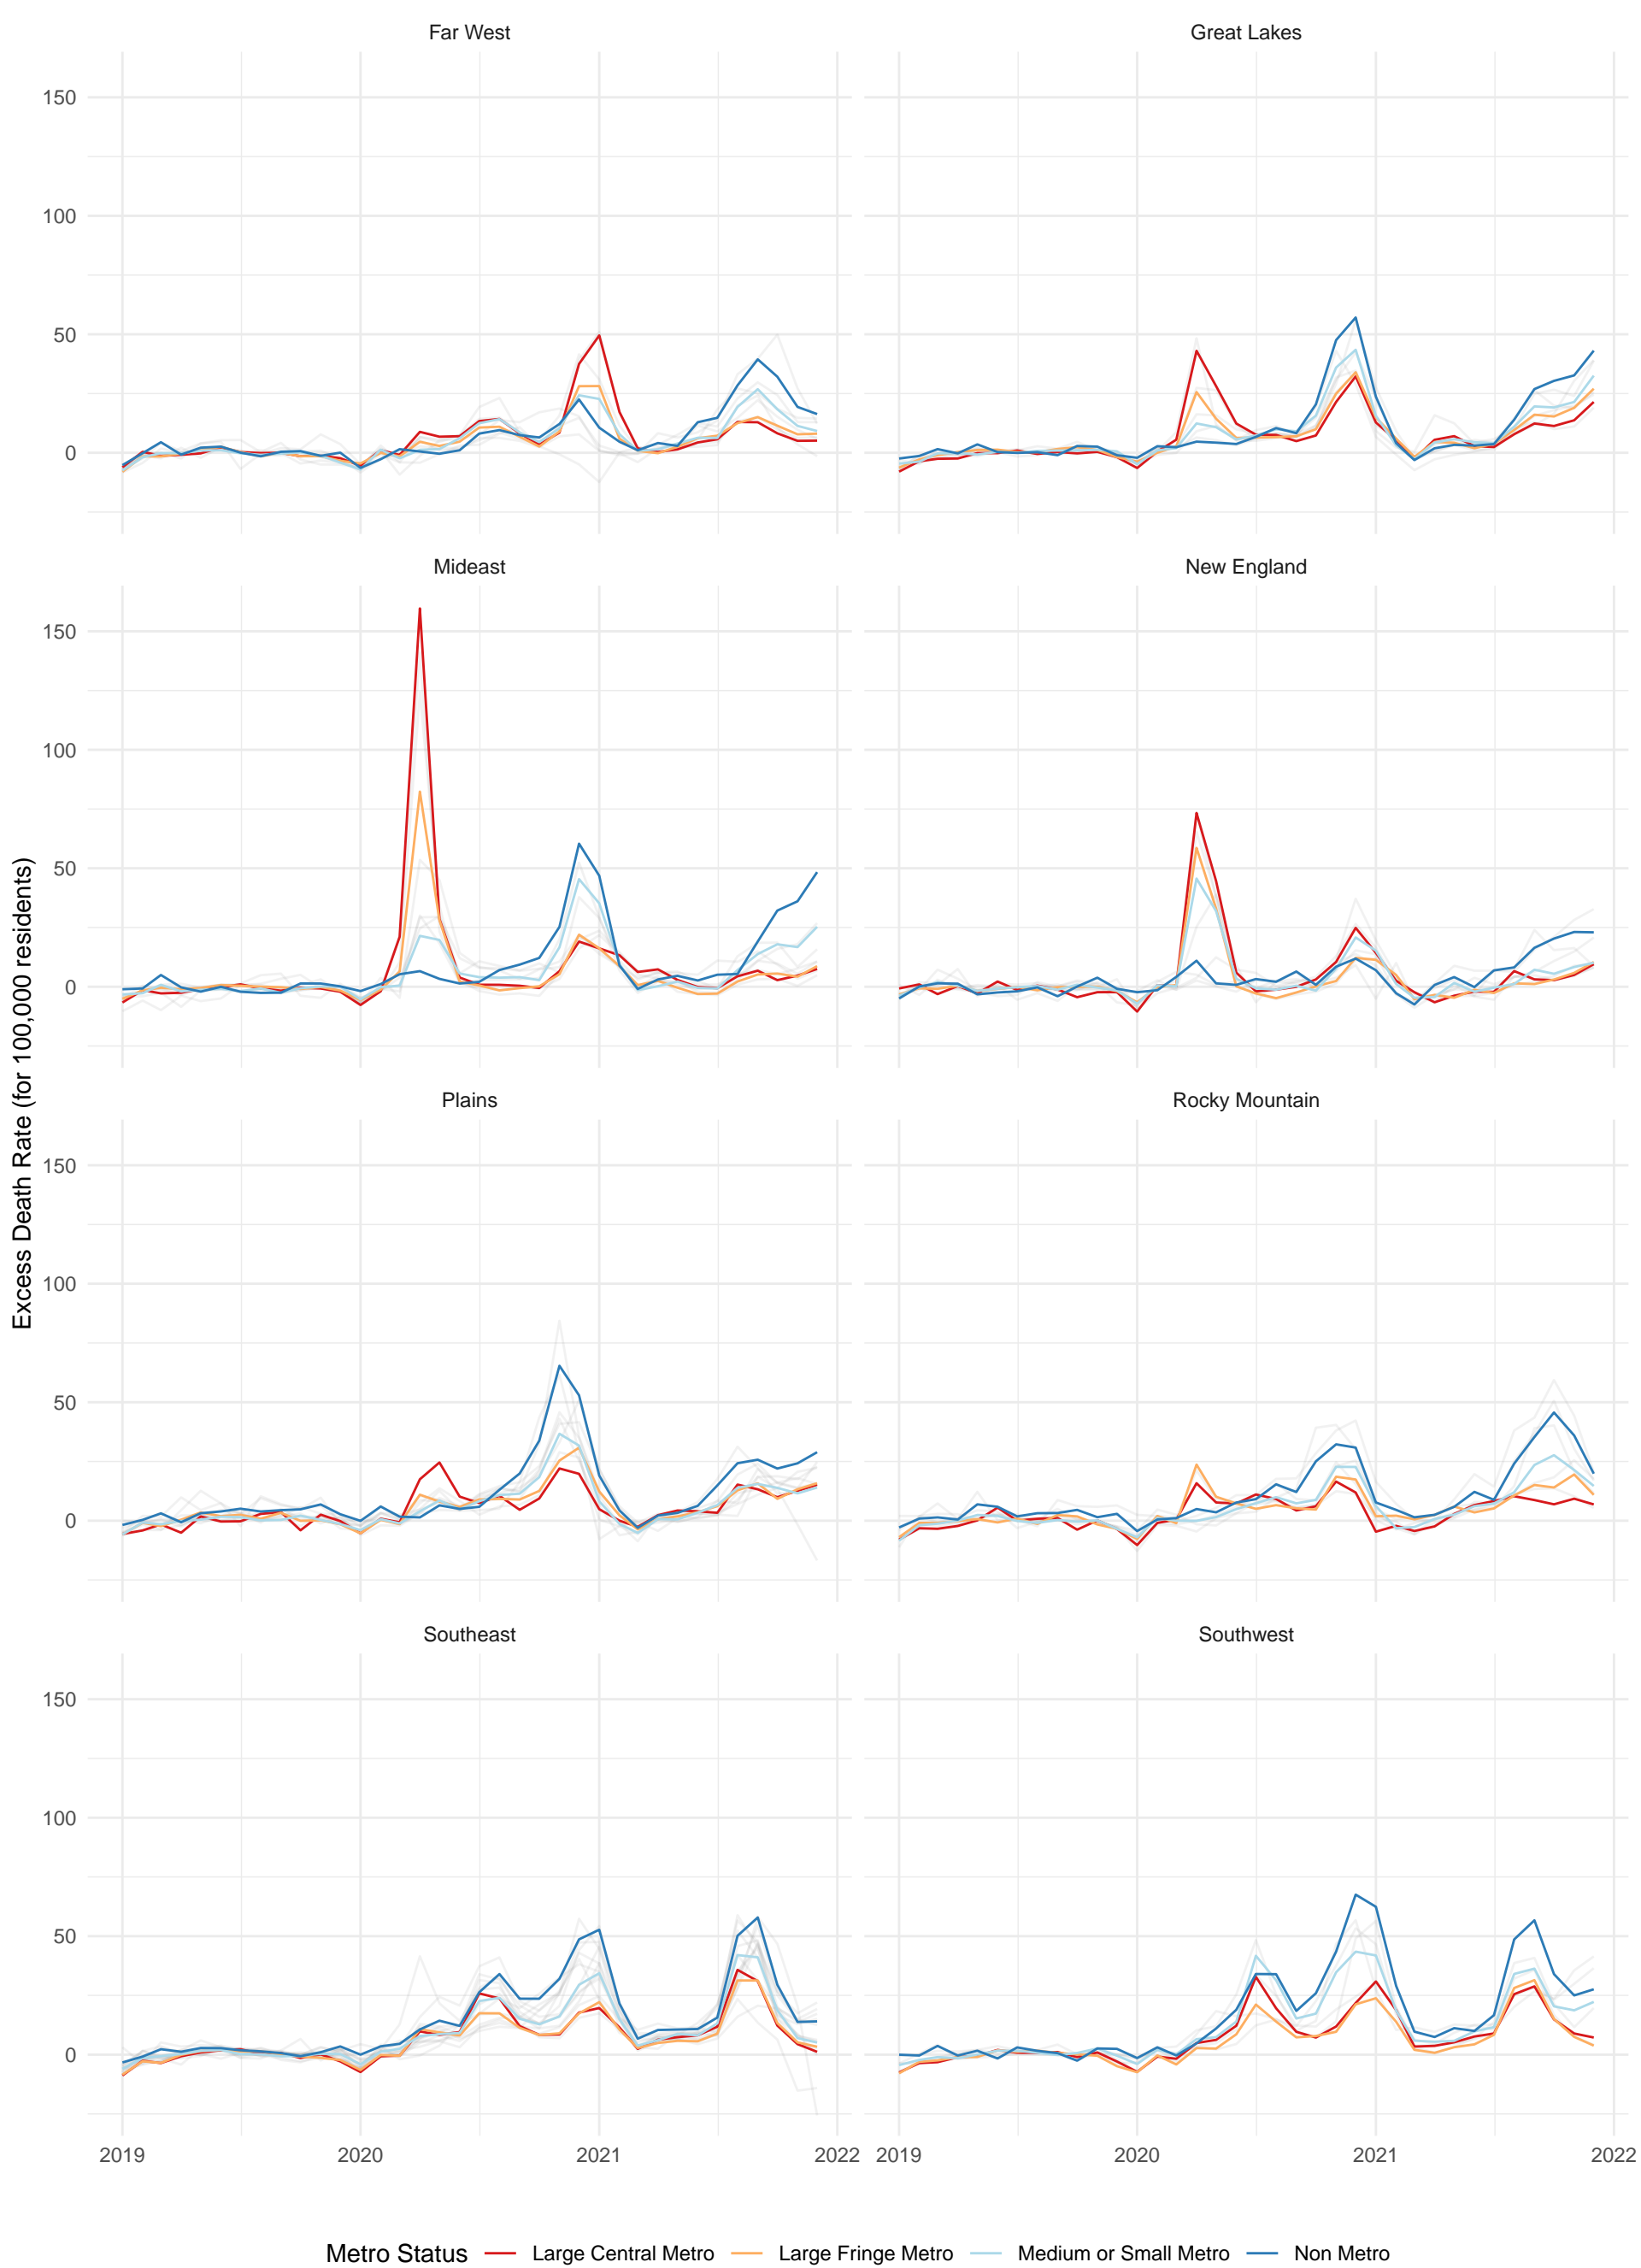 Far West
Great Lakes
150
100
50
0
Mideast
New England
150
100
50
0
Plains
Rocky Mountain
150
100
50
0
Southeast
Southwest
150
100
50
0
2019
2020
2021
2022
2019
2020
2021
2022
Excess Death Rate (for 100,000 residents)
Metro Status Large Central Metro Large Fringe Metro Medium or Small Metro Non Metro